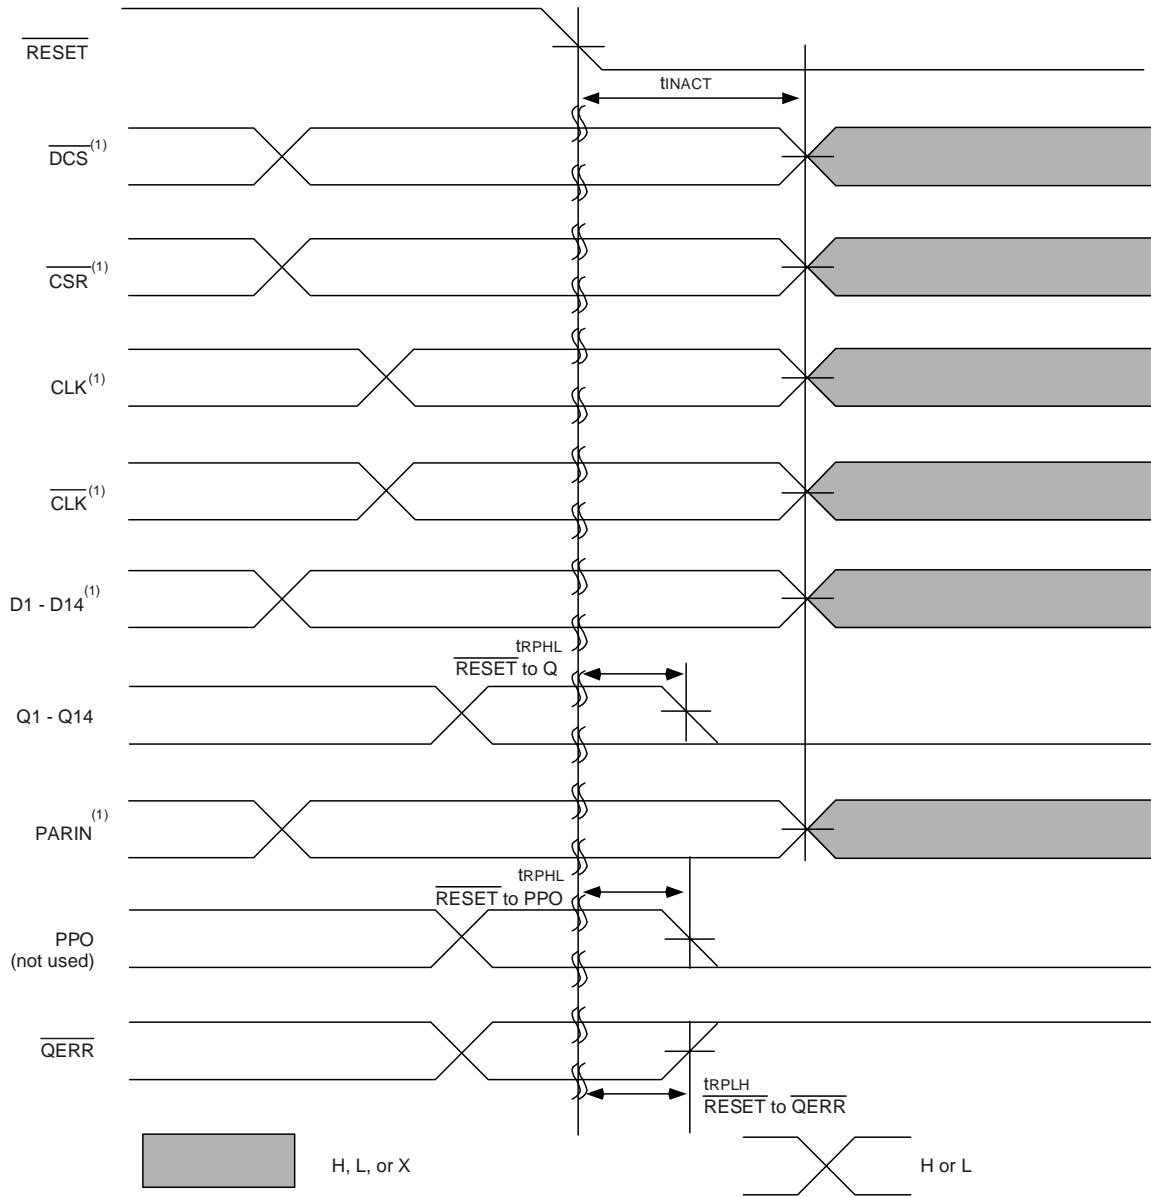 RESET
tINACT
DCS(1)
CSR(1)
CLK(1)
CLK(1)
D1 - D14(1)
tRPHL
RESET to Q
Q1 - Q14
PARIN(1)
tRPHL
RESET to PPO
PPO
(not used)
QERR
tRPLH
RESET to QERR
H, L, or X
H or L